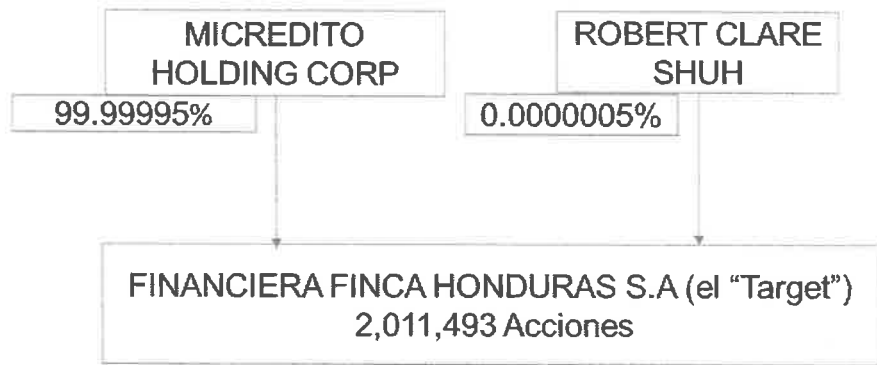 MICREDITO
HOLDING CORP
99.99995%
ROBERT CLARE
SHUH
0.0000005%
FINANCIERA FINCA HONDURAS S.A (el “Target”)
2,011,493 Acciones